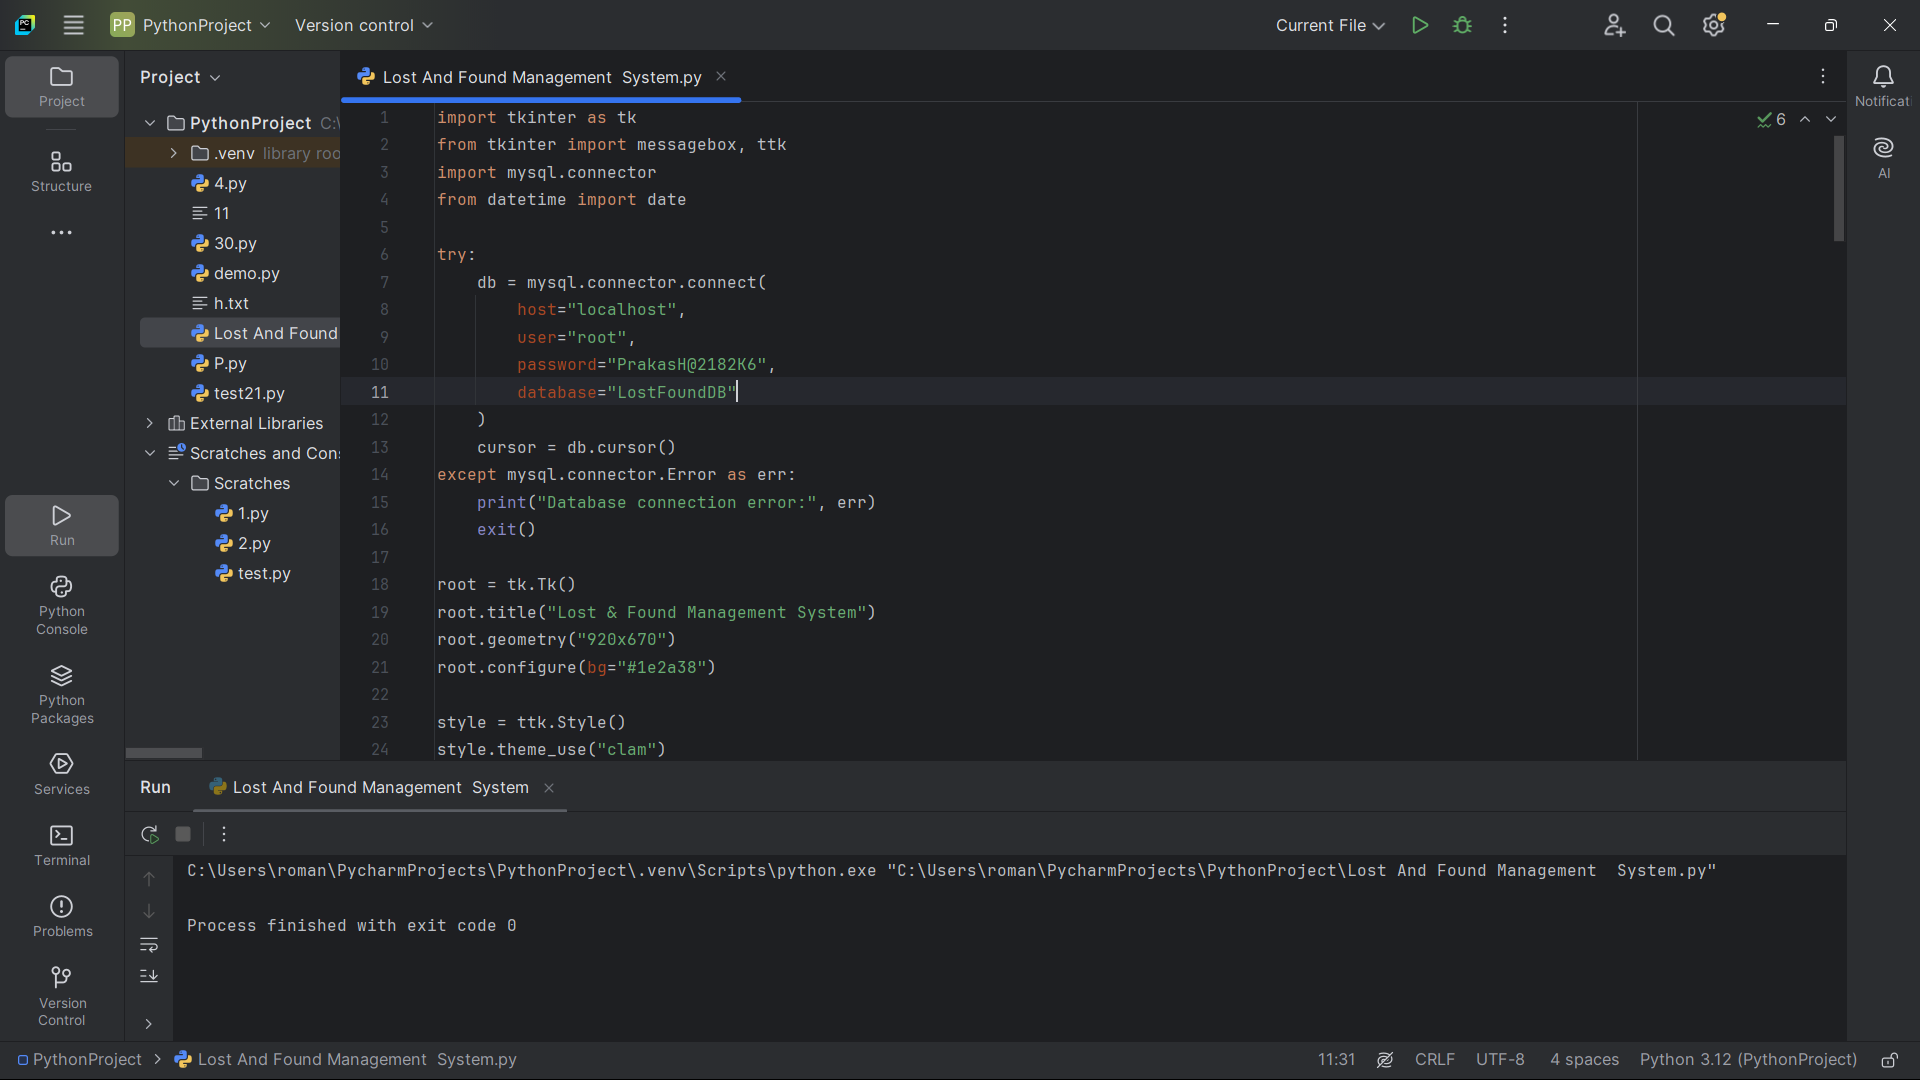 PP PythonProject Version control Current File
Project Lost And Found Management  System.py
Project
Structure
Run
Python
Console
Python
Packages
Services
Terminal
Problems
Version
Control
PythonProject C:\
.venv library roo
4.py
11
30.py
demo.py
h.txt
Lost And Found
P.py
test21.py
External Libraries
Scratches and Con
Scratches
1.py
2.py
test.py
1 import tkinter as tk
2 from tkinter import messagebox, ttk
3 import mysql.connector
4 from datetime import date
5
6 try:
7     db = mysql.connector.connect(
8         host="localhost",
9         user="root",
10         password="PrakasH@2182K6",
11         database="LostFoundDB"
12     )
13     cursor = db.cursor()
14 except mysql.connector.Error as err:
15     print("Database connection error:", err)
16     exit()
17
18 root = tk.Tk()
19 root.title("Lost & Found Management System")
20 root.geometry("920x670")
21 root.configure(bg="#1e2a38")
22
23 style = ttk.Style()
24 style.theme_use("clam")
6
Notificat
AI
Run Lost And Found Management  System
C:\Users\roman\PycharmProjects\PythonProject\.venv\Scripts\python.exe "C:\Users\roman\PycharmProjects\PythonProject\Lost And Found Management  System.py"
Process finished with exit code 0
PythonProject Lost And Found Management  System.py 11:31 CRLF UTF-8 4 spaces Python 3.12 (PythonProject)